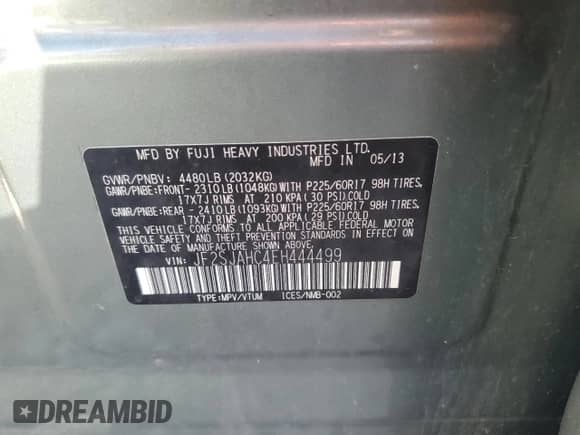 MFD BY FUJI HEAVY INDUSTRIES LTD.
MFD IN 05/13
GVWR/PNBV: 4480LB (2032KG)
GAWR/PNBE:FRONT- 2310LB(1048KG)WITH P225/60R17 98H TIRES,
17X7J RIMS AT 210 KPA( 30 PSI)COLD
GAWR/PNBE:REAR - 2410LB(1093KG)WITH P225/60R17 98H TIRES,
17X7J RIMS AT 200 KPA( 29 PSI)COLD
THIS VEHICLE CONFORMS TO ALL APPLICABLE FEDERAL MOTOR
VEHICLE SAFETY AND BUMPER STANDARDS IN EFFECT ON
THE DATE OF MANUFACTURE SHOWN ABOVE.
VIN: JF2SJAHC4EH444499
TYPE:MPV/VTUM ICES/NMB-002
DREAMBID